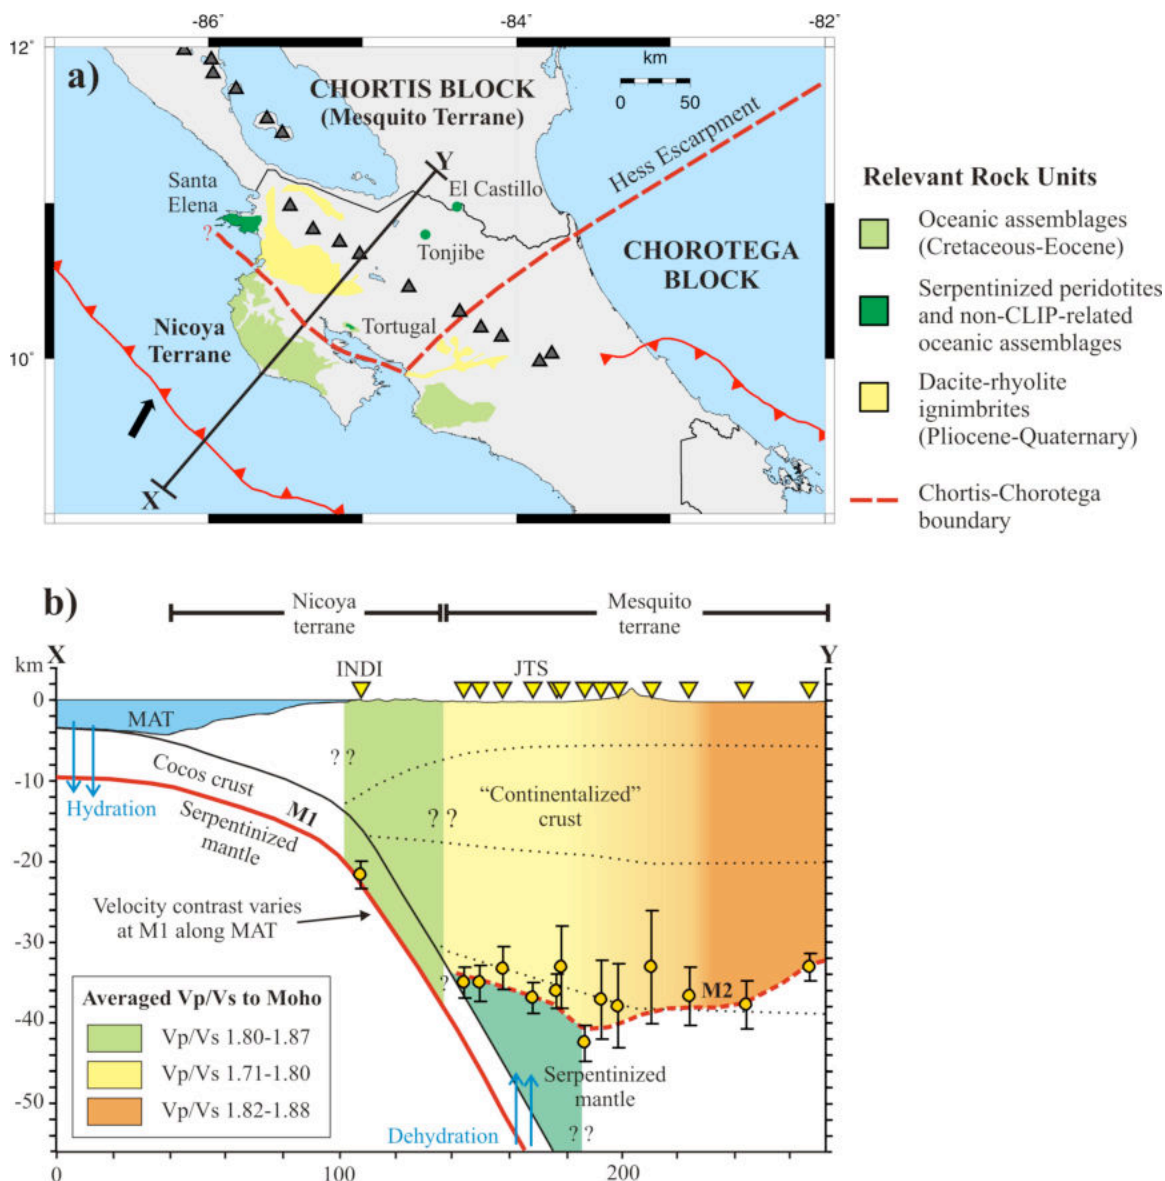 -86°
-84°
-82°
12°
10°
a)
CHORTIS BLOCK
(Mesquito Terrane)
km
0 50
Hess Escarpment
Y
Santa
Elena
El Castillo
?
Tonjibe
CHOROTEGA
BLOCK
Nicoya
Terrane
Tortugal
X
Relevant Rock Units
Oceanic assemblages
(Cretaceous-Eocene)
Serpentinized peridotites
and non-CLIP-related
oceanic assemblages
Dacite-rhyolite
ignimbrites
(Pliocene-Quaternary)
Chortis-Chorotega
boundary
b)
Nicoya
terrane
Mesquito
terrane
X
Y
km
INDI
JTS
0
MAT
? ?
Cocos crust
-10
Hydration
M1
Serpentinized
mantle
"Continentalized"
crust
? ?
-20
Velocity contrast varies
at M1 along MAT
-30
?
M2
Averaged Vp/Vs to Moho
Vp/Vs 1.80-1.87
Vp/Vs 1.71-1.80
Vp/Vs 1.82-1.88
-40
Serpentinized
mantle
-50
Dehydration
? ?
0
100
200